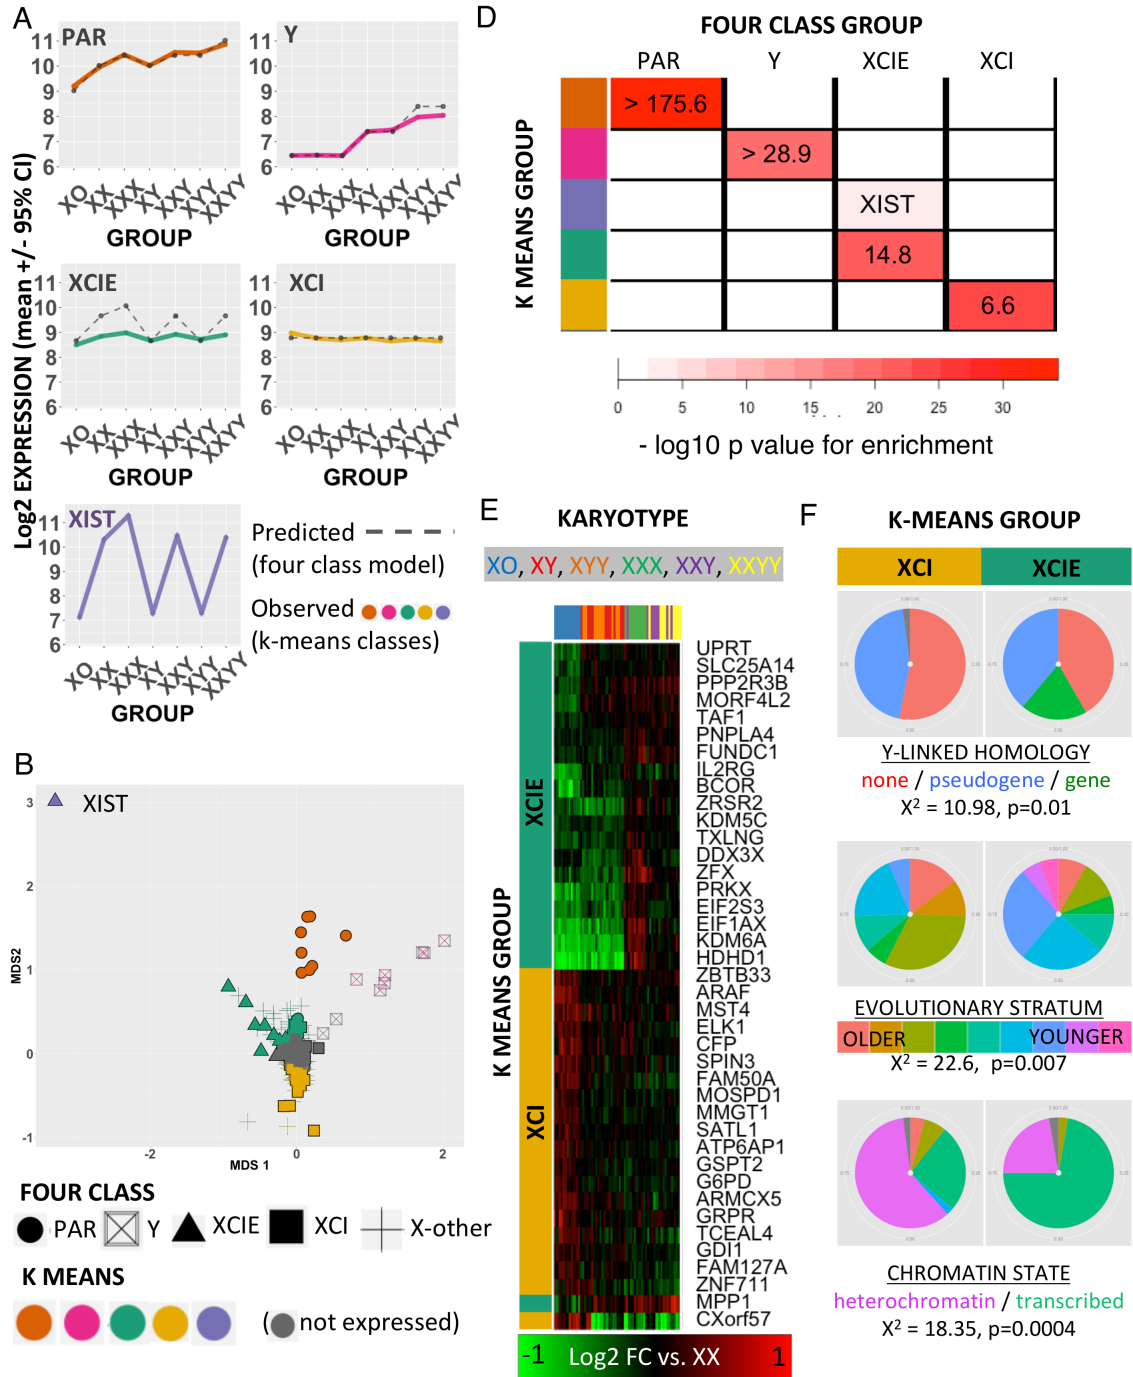 A
PAR
11
10
9
8
7
6
XO
XX
XXX
XY
XXY
XYY
XXYY
GROUP
Y
11
10
9
8
7
6
XO
XX
XXX
XY
XXY
XYY
XXYY
GROUP
Log2 EXPRESSION (mean +/- 95% CI)
XCIE
11
10
9
8
7
6
XO
XX
XXX
XY
XXY
XYY
XXYY
GROUP
XCI
11
10
9
8
7
6
XO
XX
XXX
XY
XXY
XYY
XXYY
GROUP
XIST
11
10
9
8
7
6
XO
XX
XXX
XY
XXY
XYY
XXYY
GROUP
Predicted
(four class model)
Observed
(k-means classes)
B
XIST
MDS2
3
2
1
0
-1
-2
0
2
MDS 1
FOUR CLASS
PAR
Y
XCIE
XCI
X-other
K MEANS
(not expressed)
D
FOUR CLASS GROUP
PAR
Y
XCIE
XCI
K MEANS GROUP
> 175.6
> 28.9
XIST
14.8
6.6
0
5
10
15
20
25
30
- log10 p value for enrichment
E
KARYOTYPE
XO, XY, XYY, XXX, XXY, XXYY
K MEANS GROUP
XCIE
XCI
UPRT
SLC25A14
PPP2R3B
MORF4L2
TAF1
PNPLA4
FUNDC1
IL2RG
BCOR
ZRSR2
KDM5C
TXLNG
DDX3X
ZFX
PRKX
EIF2S3
EIF1AX
KDM6A
HDHD1
ZBTB33
ARAF
MST4
ELK1
CFP
SPIN3
FAM50A
MOSPD1
MMGT1
SATL1
ATP6AP1
GSPT2
G6PD
ARMCX5
GRPR
TCEAL4
GDI1
FAM127A
ZNF711
MPP1
CXorf57
-1 Log2 FC vs. XX 1
F
K-MEANS GROUP
XCI
XCIE
Y-LINKED HOMOLOGY
none / pseudogene / gene
X² = 10.98, p=0.01
EVOLUTIONARY STRATUM
OLDER YOUNGER
X² = 22.6, p=0.007
CHROMATIN STATE
heterochromatin / transcribed
X² = 18.35, p=0.0004